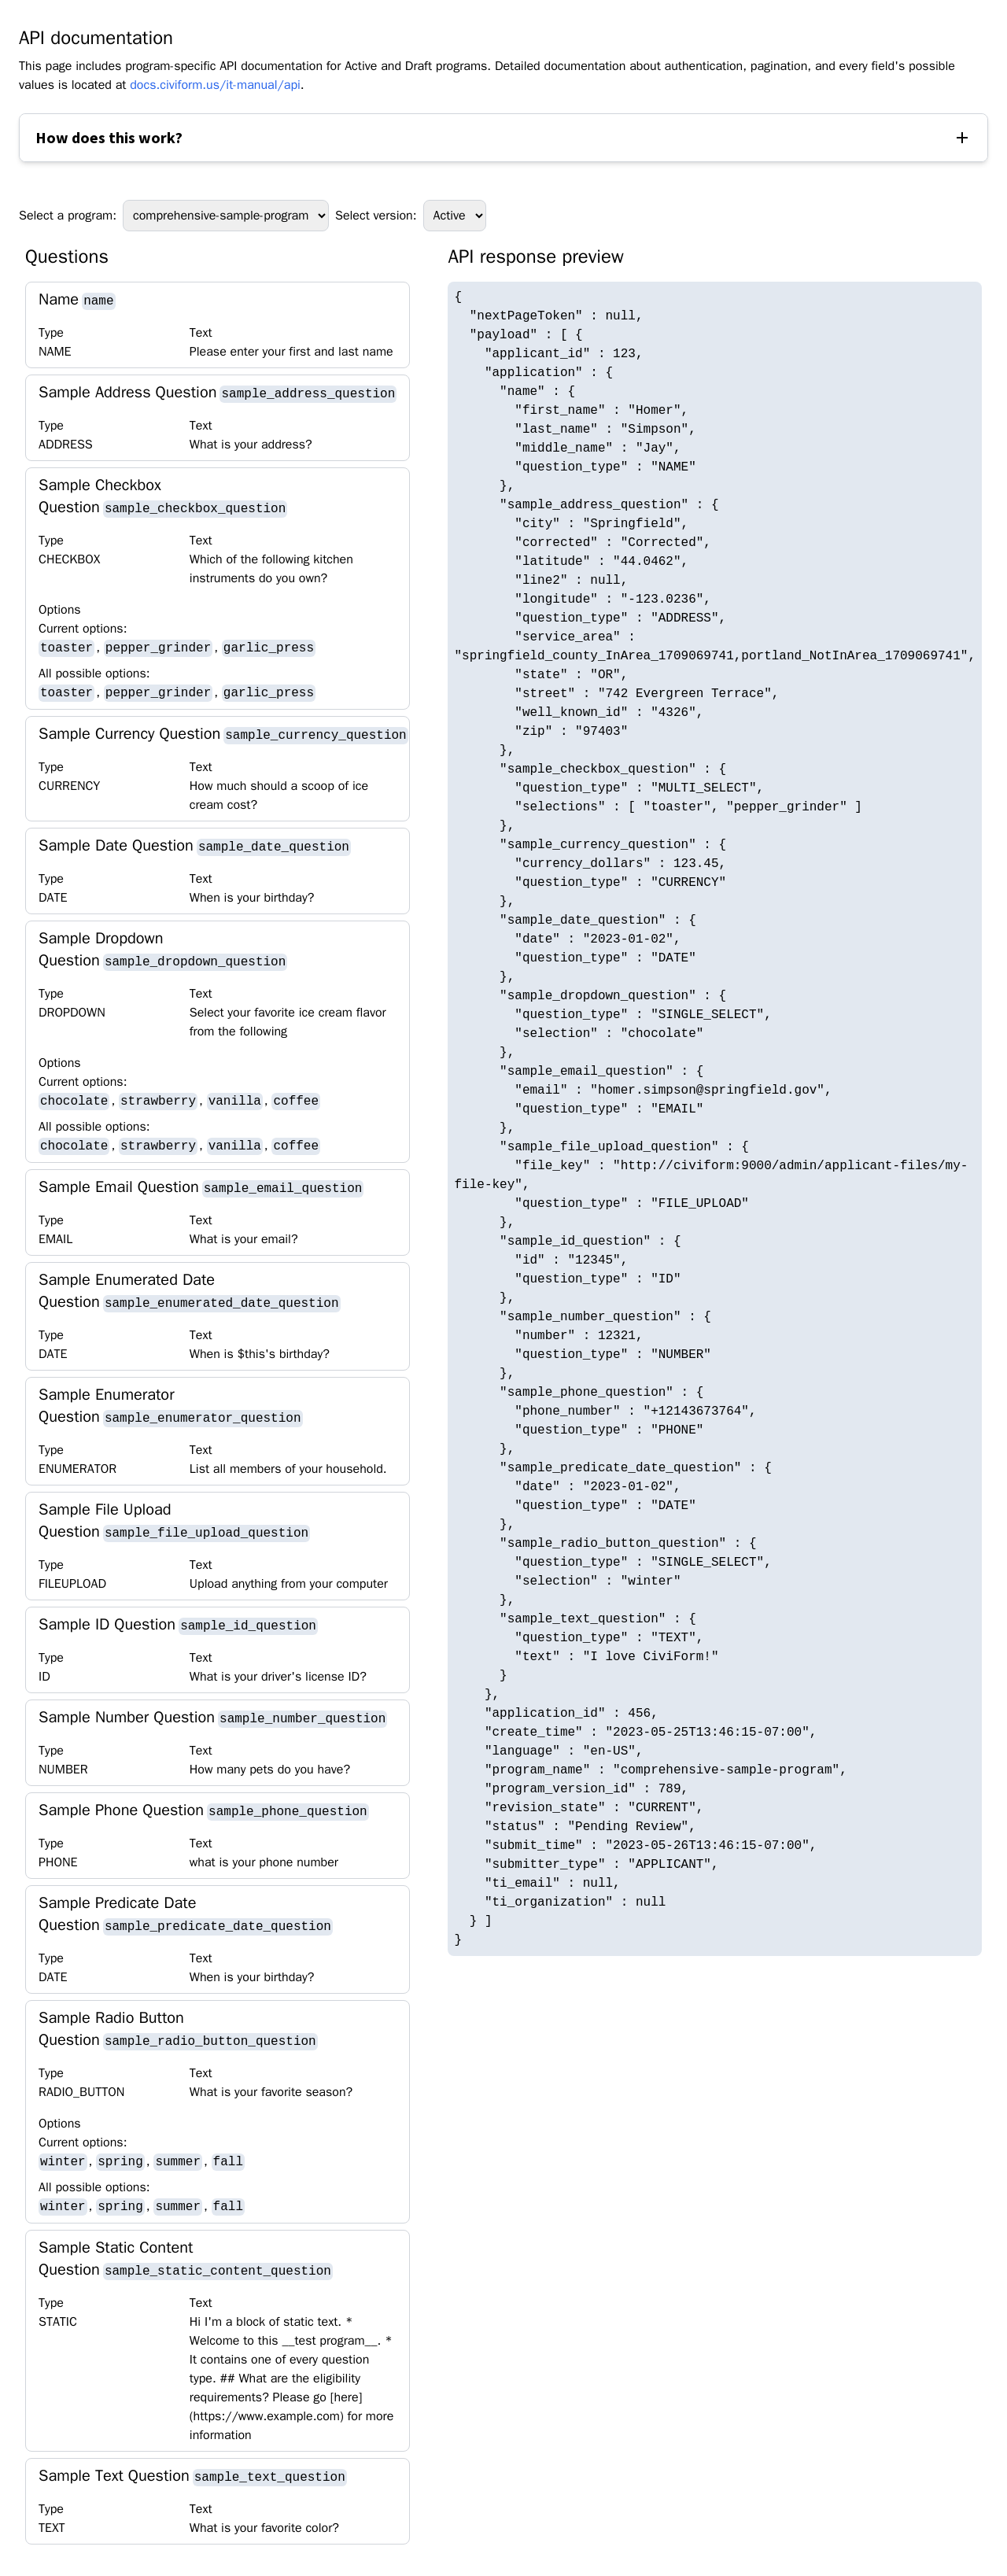 API documentation
This page includes program-specific API documentation for Active and Draft programs. Detailed documentation about authentication, pagination, and every field's possible
values is located at docs.civiform.us/it-manual/api.
How does this work?
Select a program: comprehensive-sample-program Select version: Active
Questions
Name name
Type Text
NAME Please enter your first and last name
Sample Address Question sample_address_question
Type Text
ADDRESS What is your address?
Sample Checkbox
Question sample_checkbox_question
Type Text
CHECKBOX Which of the following kitchen
instruments do you own?
Options
Current options:
toaster, pepper_grinder, garlic_press
All possible options:
toaster, pepper_grinder, garlic_press
Sample Currency Question sample_currency_question
Type Text
CURRENCY How much should a scoop of ice
cream cost?
Sample Date Question sample_date_question
Type Text
DATE When is your birthday?
Sample Dropdown
Question sample_dropdown_question
Type Text
DROPDOWN Select your favorite ice cream flavor
from the following
Options
Current options:
chocolate, strawberry, vanilla, coffee
All possible options:
chocolate, strawberry, vanilla, coffee
Sample Email Question sample_email_question
Type Text
EMAIL What is your email?
Sample Enumerated Date
Question sample_enumerated_date_question
Type Text
DATE When is $this's birthday?
Sample Enumerator
Question sample_enumerator_question
Type Text
ENUMERATOR List all members of your household.
Sample File Upload
Question sample_file_upload_question
Type Text
FILEUPLOAD Upload anything from your computer
Sample ID Question sample_id_question
Type Text
ID What is your driver's license ID?
Sample Number Question sample_number_question
Type Text
NUMBER How many pets do you have?
Sample Phone Question sample_phone_question
Type Text
PHONE what is your phone number
Sample Predicate Date
Question sample_predicate_date_question
Type Text
DATE When is your birthday?
Sample Radio Button
Question sample_radio_button_question
Type Text
RADIO_BUTTON What is your favorite season?
Options
Current options:
winter, spring, summer, fall
All possible options:
winter, spring, summer, fall
Sample Static Content
Question sample_static_content_question
Type Text
STATIC Hi I'm a block of static text. *
Welcome to this __test program__. *
It contains one of every question
type. ## What are the eligibility
requirements? Please go [here]
(https://www.example.com) for more
information
Sample Text Question sample_text_question
Type Text
TEXT What is your favorite color?
API response preview
{
"nextPageToken" : null,
"payload" : [ {
"applicant_id" : 123,
"application" : {
"name" : {
"first_name" : "Homer",
"last_name" : "Simpson",
"middle_name" : "Jay",
"question_type" : "NAME"
},
"sample_address_question" : {
"city" : "Springfield",
"corrected" : "Corrected",
"latitude" : "44.0462",
"line2" : null,
"longitude" : "-123.0236",
"question_type" : "ADDRESS",
"service_area" :
"springfield_county_InArea_1709069741,portland_NotInArea_1709069741",
"state" : "OR",
"street" : "742 Evergreen Terrace",
"well_known_id" : "4326",
"zip" : "97403"
},
"sample_checkbox_question" : {
"question_type" : "MULTI_SELECT",
"selections" : [ "toaster", "pepper_grinder" ]
},
"sample_currency_question" : {
"currency_dollars" : 123.45,
"question_type" : "CURRENCY"
},
"sample_date_question" : {
"date" : "2023-01-02",
"question_type" : "DATE"
},
"sample_dropdown_question" : {
"question_type" : "SINGLE_SELECT",
"selection" : "chocolate"
},
"sample_email_question" : {
"email" : "homer.simpson@springfield.gov",
"question_type" : "EMAIL"
},
"sample_file_upload_question" : {
"file_key" : "http://civiform:9000/admin/applicant-files/my-
file-key",
"question_type" : "FILE_UPLOAD"
},
"sample_id_question" : {
"id" : "12345",
"question_type" : "ID"
},
"sample_number_question" : {
"number" : 12321,
"question_type" : "NUMBER"
},
"sample_phone_question" : {
"phone_number" : "+12143673764",
"question_type" : "PHONE"
},
"sample_predicate_date_question" : {
"date" : "2023-01-02",
"question_type" : "DATE"
},
"sample_radio_button_question" : {
"question_type" : "SINGLE_SELECT",
"selection" : "winter"
},
"sample_text_question" : {
"question_type" : "TEXT",
"text" : "I love CiviForm!"
}
},
"application_id" : 456,
"create_time" : "2023-05-25T13:46:15-07:00",
"language" : "en-US",
"program_name" : "comprehensive-sample-program",
"program_version_id" : 789,
"revision_state" : "CURRENT",
"status" : "Pending Review",
"submit_time" : "2023-05-26T13:46:15-07:00",
"submitter_type" : "APPLICANT",
"ti_email" : null,
"ti_organization" : null
} ]
}